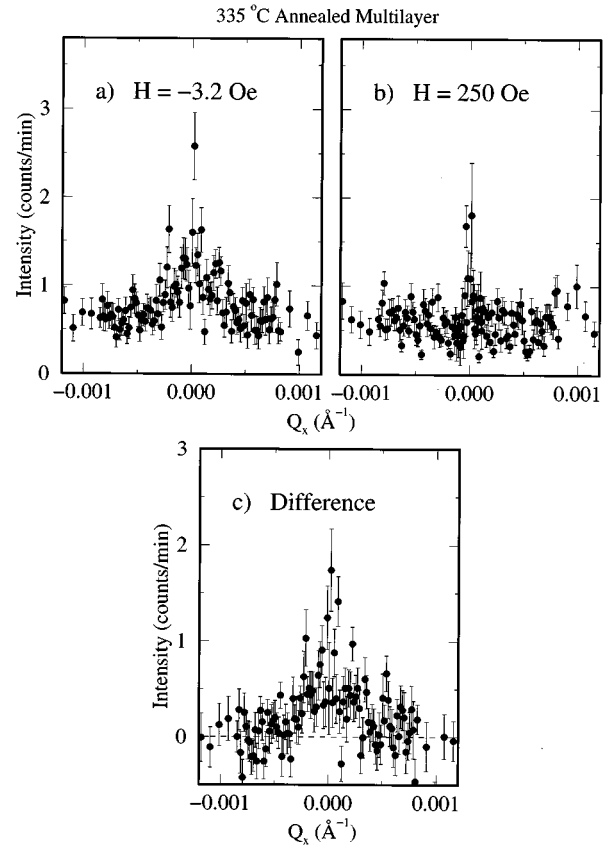 335 °C Annealed Multilayer
a) H = −3.2 Oe
b) H = 250 Oe
3
2
1
0
Intensity (counts/min)
−0.001 0.000 0.001
−0.001 0.000 0.001
Qₓ (Å⁻¹)
Qₓ (Å⁻¹)
c) Difference
3
2
1
0
Intensity (counts/min)
−0.001 0.000 0.001
Qₓ (Å⁻¹)